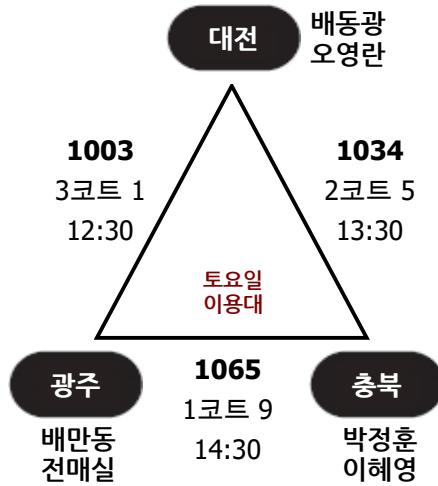 대전
배동광
오영란
1003
3코트 1
12:30
1034
2코트 5
13:30
토요일
이용대
광주
배만동
전매실
1065
1코트 9
14:30
충북
박정훈
이혜영